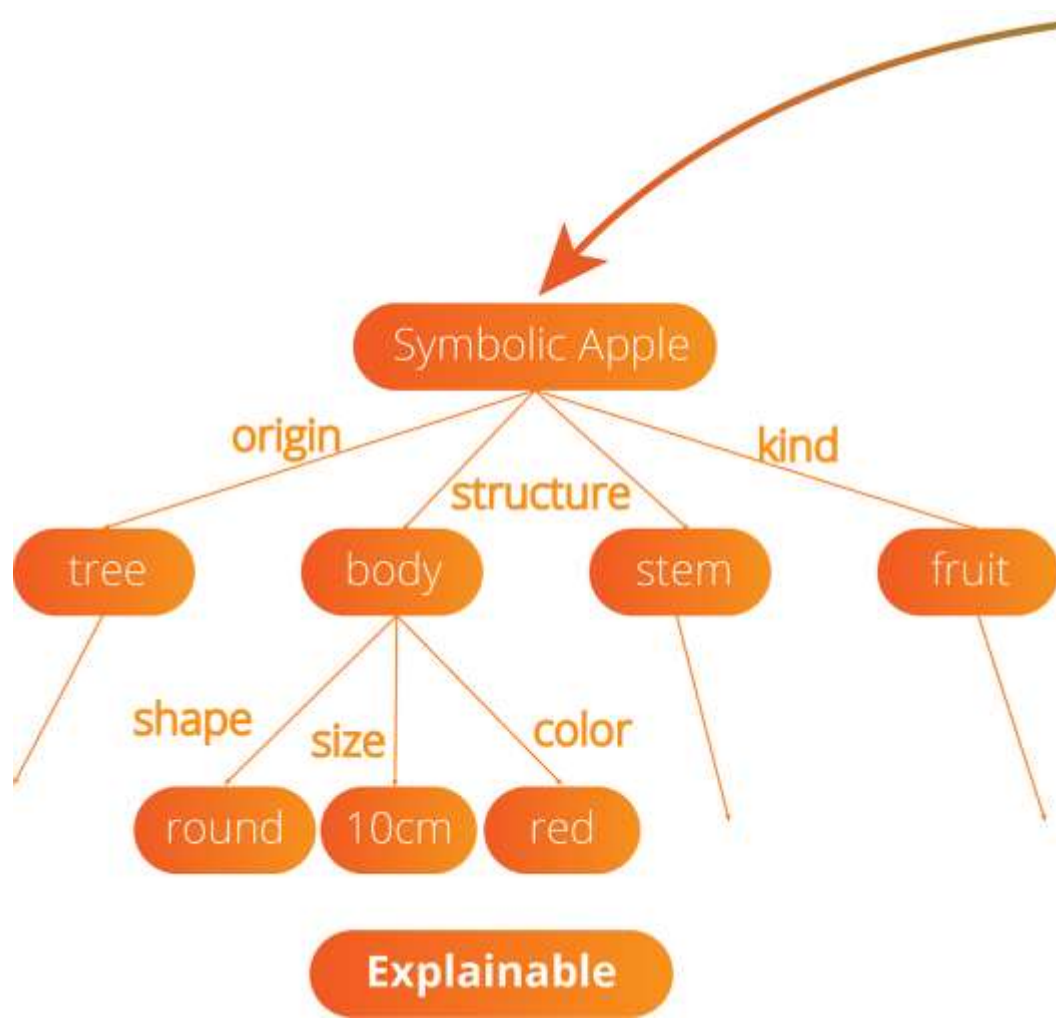 Symbolic Apple
origin
kind
structure
tree
body
stem
fruit
shape
size
color
round
10cm
red
Explainable